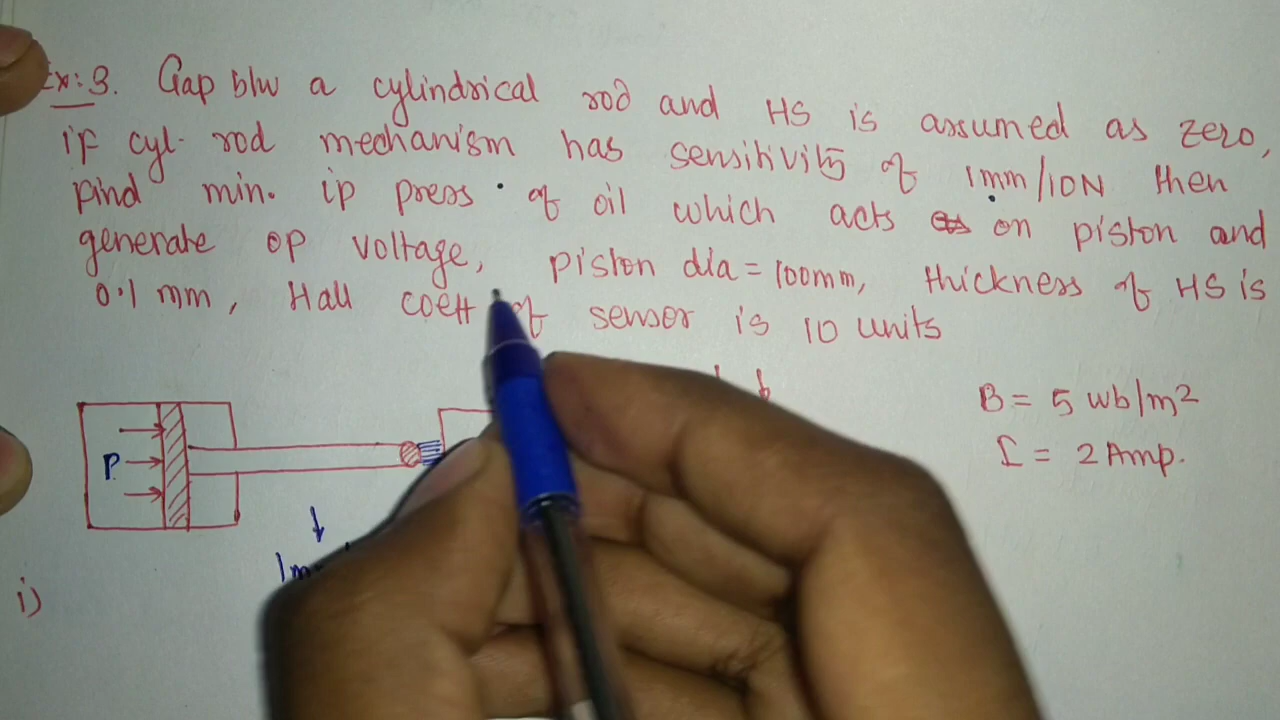 Ex:3. Gap b/w a cylindrical rod and HS is assumed as zero,
if cyl. rod mechanism has sensitivity of 1mm/10N then
Find min. ip press. of oil which acts on piston and
generate op voltage, piston dia = 100mm, thickness of HS is
0.1 mm, Hall coeff of sensor is 10 units
B = 5 wb/m²
I = 2 Amp.
P
i)